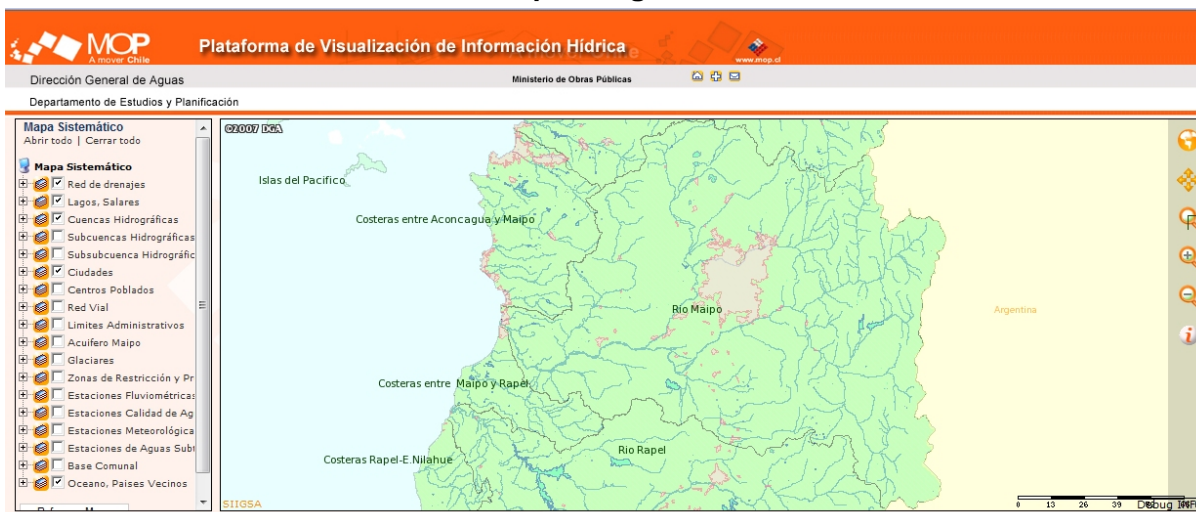 MOP
A mover Chile
Plataforma de Visualización de Información Hídrica
www.mop.cl
Dirección General de Aguas
Ministerio de Obras Públicas
Departamento de Estudios y Planificación
Mapa Sistemático
Abrir todo | Cerrar todo
Mapa Sistemático
Red de drenajes
Lagos, Salares
Cuencas Hidrográficas
Subcuencas Hidrográficas
Subsubcuenca Hidrográfic
Ciudades
Centros Poblados
Red Vial
Limites Administrativos
Acuifero Maipo
Glaciares
Zonas de Restricción y Pr
Estaciones Fluviométricas
Estaciones Calidad de Ag
Estaciones Meteorológica
Estaciones de Aguas Subt
Base Comunal
Oceano, Paises Vecinos
©2007 DGA
Islas del Pacifico
Costeras entre Aconcagua y Maipo
Rio Maipo
Argentina
Costeras entre Maipo y Rapel
Rio Rapel
Costeras Rapel-E.Nilahue
SIIGSA
0 13 26 39
Debug